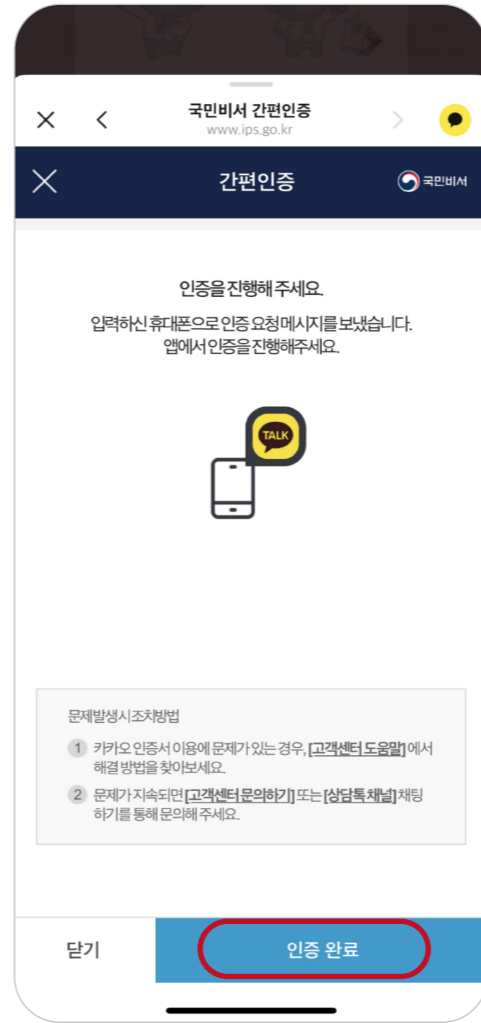 국민비서 간편인증
www.ips.go.kr
간편인증
국민비서
인증을 진행해 주세요.
입력하신 휴대폰으로 인증 요청 메시지를 보냈습니다.
앱에서 인증을 진행해주세요.
TALK
문제 발생 시 조치방법
1 카카오 인증서 이용에 문제가 있는 경우, [고객센터 도움말] 에서
해결 방법을 찾아보세요.
2 문제가 지속되면 [고객센터 문의하기] 또는 [상담톡 채널] 채팅
하기를 통해 문의해 주세요.
닫기
인증 완료